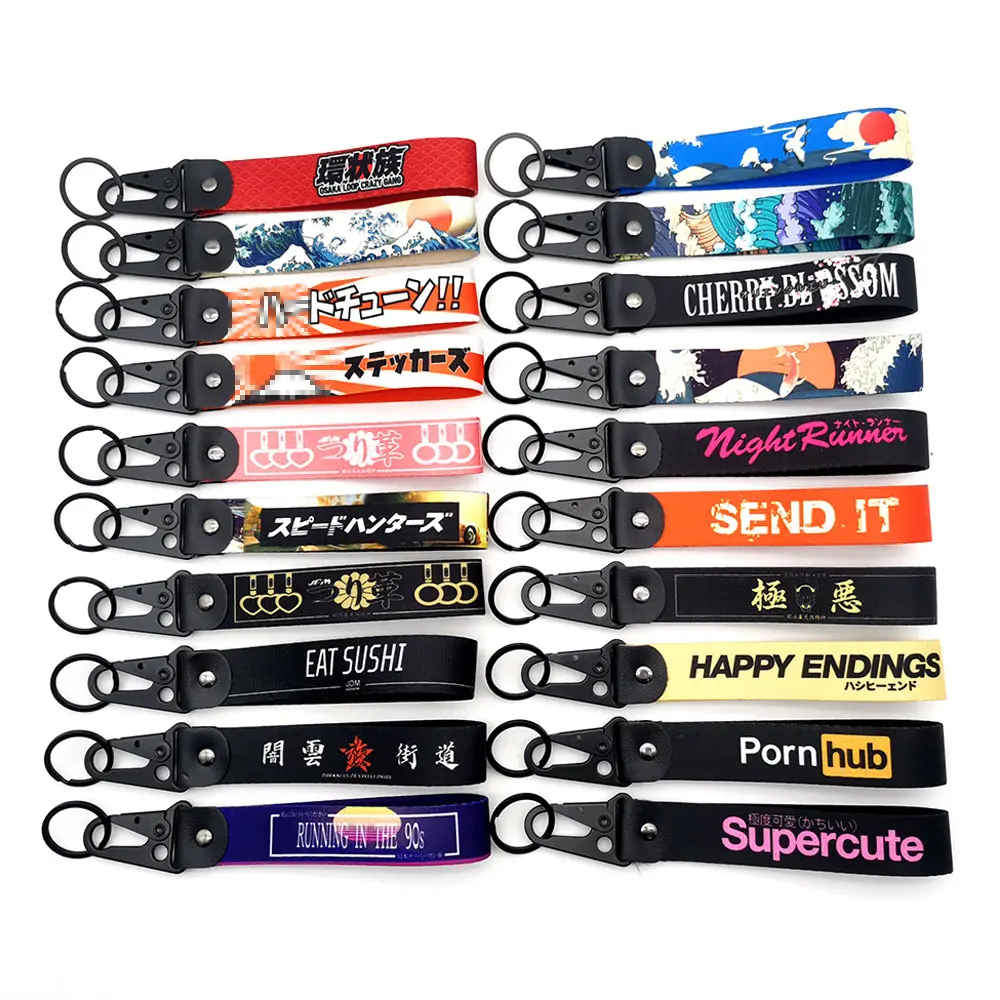 環状族
OSAKA LOOP CRAZY GANG
ハードチューン!!
ステッカーズ
JDM
つり革
スピードハンターズ
JDM
つり革
EAT SUSHI
JDM
闇雲 族 街道
RUNNING IN THE 90s
CHERRY BLOSSOM
ナイト・ランナー
NightRunner
SEND IT
極 悪
HAPPY ENDINGS
ハシピーエンド
Porn hub
極度可愛(かちいい)
Supercute